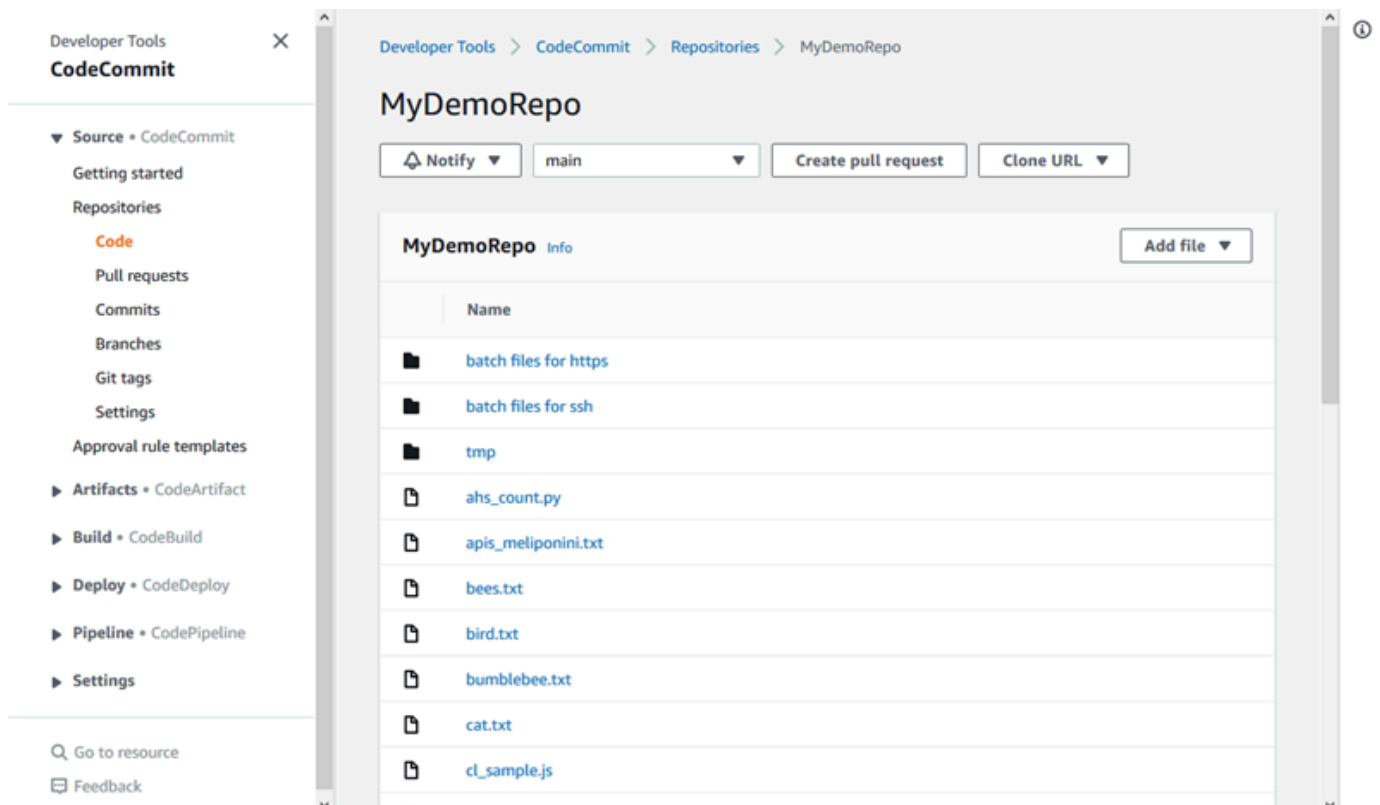 Developer Tools
CodeCommit
Source • CodeCommit
Getting started
Repositories
Code
Pull requests
Commits
Branches
Git tags
Settings
Approval rule templates
Artifacts • CodeArtifact
Build • CodeBuild
Deploy • CodeDeploy
Pipeline • CodePipeline
Settings
Go to resource
Feedback
Developer Tools > CodeCommit > Repositories > MyDemoRepo
MyDemoRepo
Notify main Create pull request Clone URL
MyDemoRepo Info Add file
Name
batch files for https
batch files for ssh
tmp
ahs_count.py
apis_meliponini.txt
bees.txt
bird.txt
bumblebee.txt
cat.txt
cl_sample.js